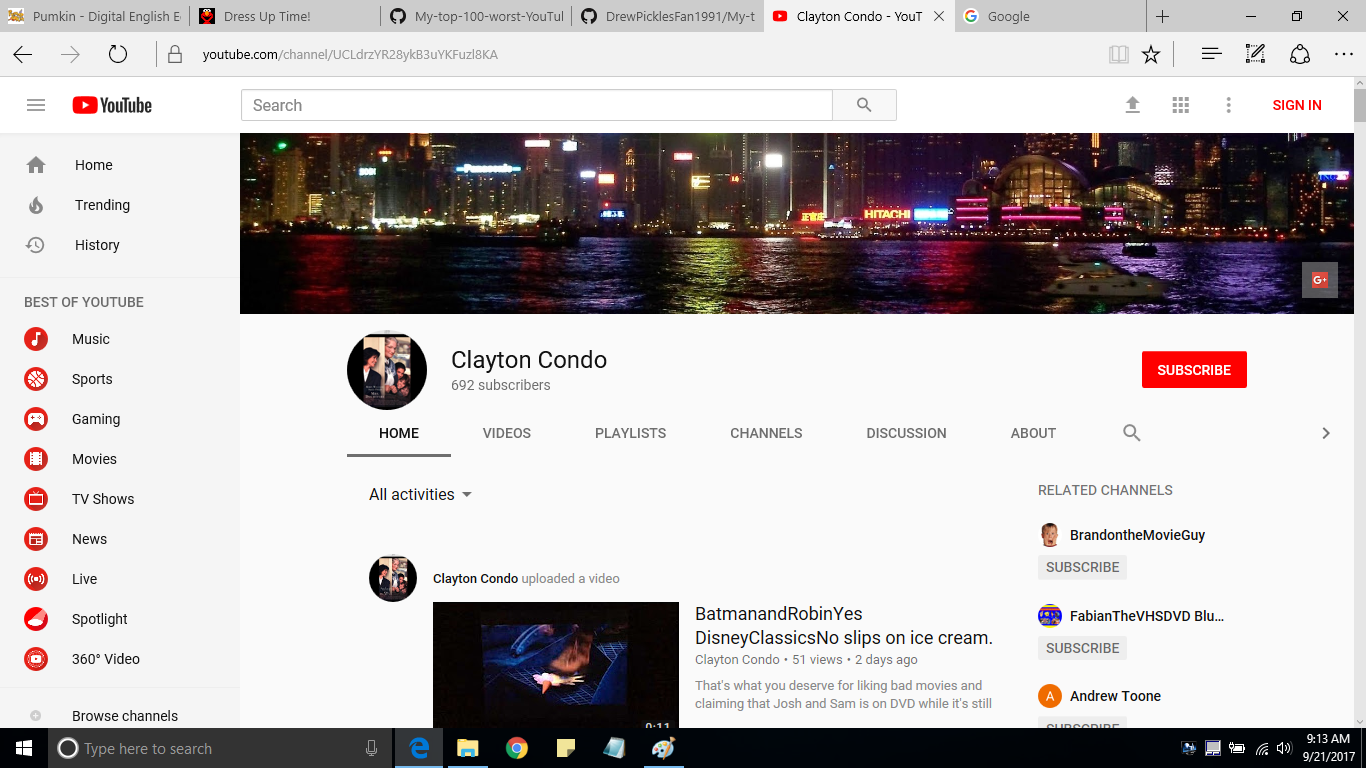 Pumkin - Digital English E
Dress Up Time!
My-top-100-worst-YouTul
DrewPicklesFan1991/My-t
Clayton Condo - YouT
Google
youtube.com/channel/UCLdrzYR28ykB3uYKFuzl8KA
YouTube
Search
SIGN IN
Home
Trending
History
BEST OF YOUTUBE
Music
Sports
Gaming
Movies
TV Shows
News
Live
Spotlight
360° Video
Browse channels
Panasonic
HITACHI
G+
Clayton Condo
692 subscribers
SUBSCRIBE
HOME
VIDEOS
PLAYLISTS
CHANNELS
DISCUSSION
ABOUT
All activities
Clayton Condo uploaded a video
0:11
BatmanandRobinYes
DisneyClassicsNo slips on ice cream.
Clayton Condo • 51 views • 2 days ago
That's what you deserve for liking bad movies and
claiming that Josh and Sam is on DVD while it's still
RELATED CHANNELS
BrandontheMovieGuy
SUBSCRIBE
FabianTheVHSDVD Blu...
SUBSCRIBE
A
Andrew Toone
SUBSCRIBE
Type here to search
9:13 AM
9/21/2017